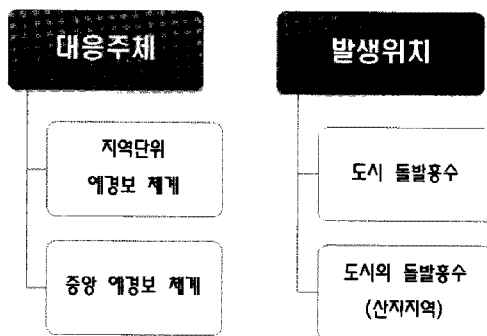 대응주체
지역단위
예경보 체계
중앙 예경보 체계
발생위치
도시 돌발홍수
도시외 돌발홍수
(산지지역)